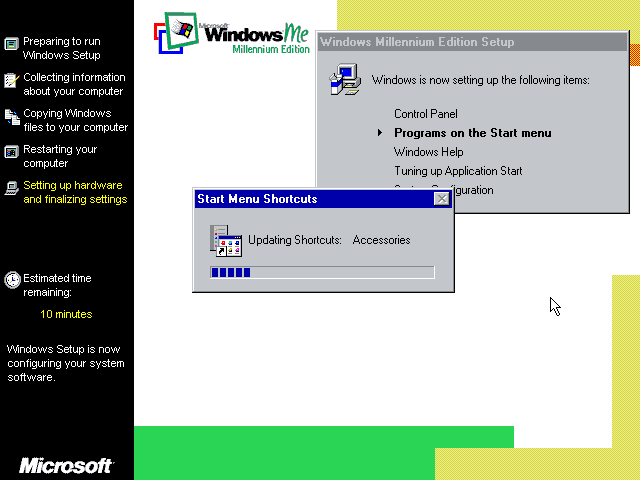 Preparing to run
Windows Setup
Collecting information
about your computer
Copying Windows
files to your computer
Restarting your
computer
Setting up hardware
and finalizing settings
Estimated time
remaining:
10 minutes
Windows Setup is now
configuring your system
software.
Microsoft
Microsoft
Windows Me
Millennium Edition
Windows Millennium Edition Setup
Windows is now setting up the following items:
Control Panel
Programs on the Start menu
Windows Help
Tuning up Application Start
System Configuration
Start Menu Shortcuts
Updating Shortcuts: Accessories